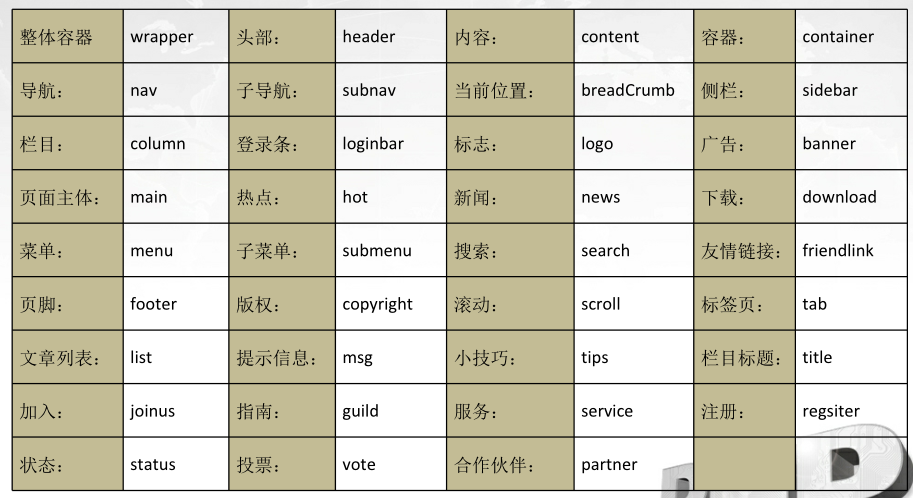 整体容器 wrapper 头部： header 内容： content 容器： container
导航： nav 子导航： subnav 当前位置： breadCrumb 侧栏： sidebar
栏目： column 登录条： loginbar 标志： logo 广告： banner
页面主体： main 热点： hot 新闻： news 下载： download
菜单： menu 子菜单： submenu 搜索： search 友情链接： friendlink
页脚： footer 版权： copyright 滚动： scroll 标签页： tab
文章列表： list 提示信息： msg 小技巧： tips 栏目标题： title
加入： joinus 指南： guild 服务： service 注册： regsiter
状态： status 投票： vote 合作伙伴： partner